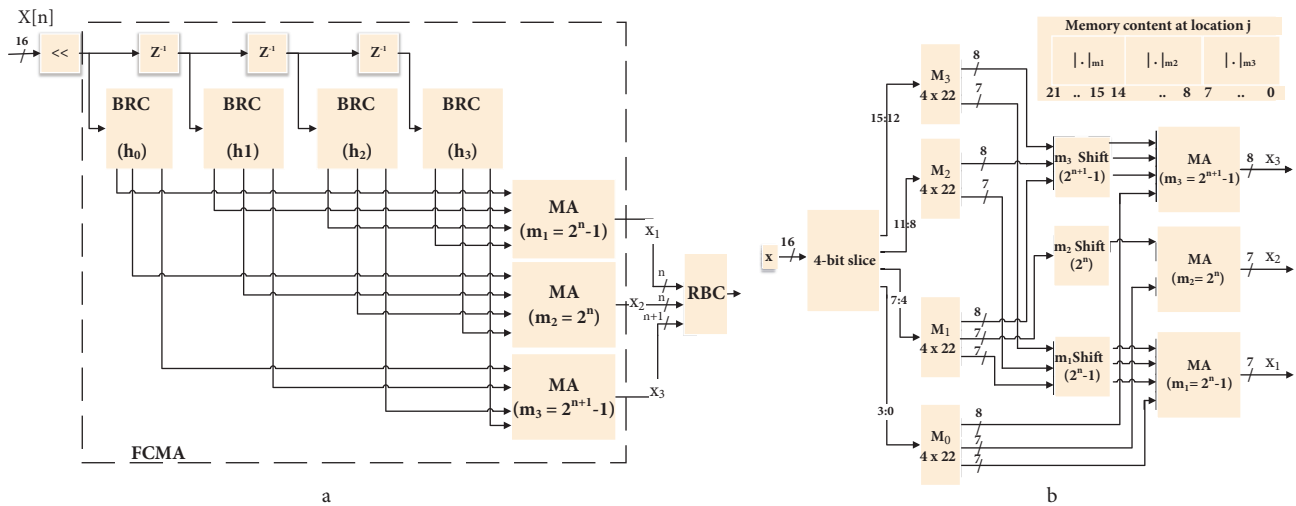 X[n]
16
<<
Z-1
Z-1
Z-1
BRC
(h0)
BRC
(h1)
BRC
(h2)
BRC
(h3)
MA
(m1 = 2n-1)
MA
(m2 = 2n)
MA
(m3 = 2n+1-1)
X1
X2
X3
n
n
n+1
RBC
FCMA
a
Memory content at location j
| . |m1
| . |m2
| . |m3
21 .. 15 14 .. 8 7 .. 0
x
16
4-bit slice
15:12
11:8
7:4
3:0
M3
4 x 22
8
7
M2
4 x 22
8
7
M1
4 x 22
8
7
7
M0
4 x 22
8
7
7
m3 Shift
(2n+1-1)
m2 Shift
(2n)
m1Shift
(2n-1)
MA
(m3 = 2n+1-1)
8
X3
MA
(m2= 2n)
7
X2
MA
(m1= 2n-1)
7
X1
b